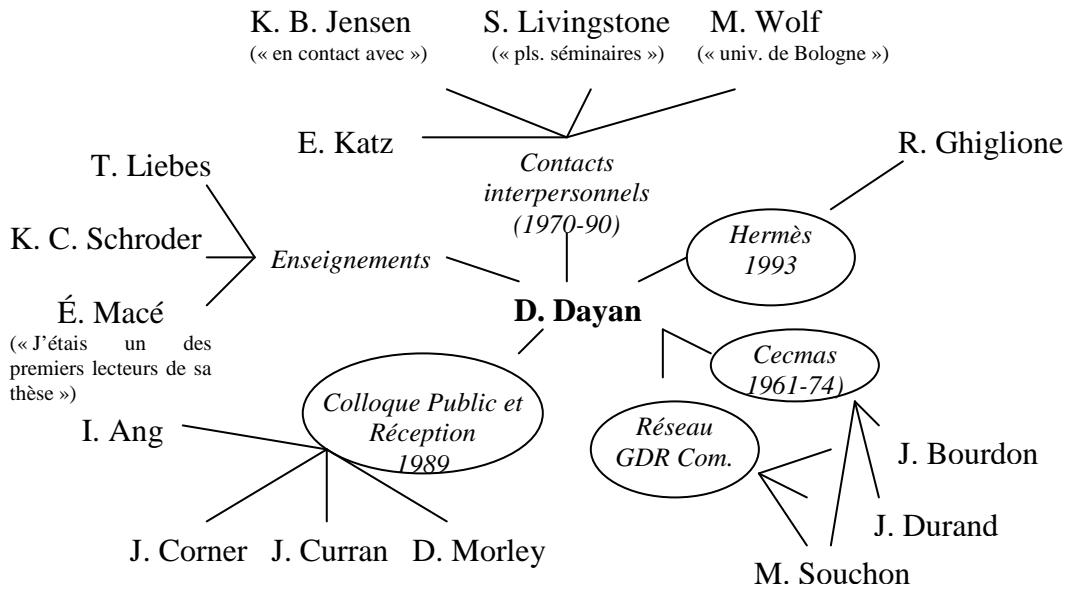 K. B. Jensen
(« en contact avec »)
S. Livingstone
(« pls. séminaires »)
M. Wolf
(« univ. de Bologne »)
E. Katz
Contacts
interpersonnels
(1970-90)
R. Ghiglione
T. Liebes
K. C. Schroder
Enseignements
Hermès
1993
É. Macé
(« J’étais un des
premiers lecteurs de sa
thèse »)
D. Dayan
Cecmas
1961-74)
Colloque Public et
Réception
1989
Réseau
GDR Com.
I. Ang
J. Bourdon
J. Corner
J. Curran
D. Morley
J. Durand
M. Souchon